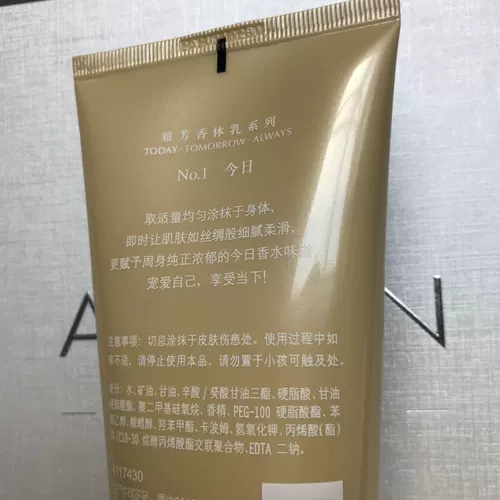 雅芳香体乳系列
TODAY · TOMORROW · ALWAYS
No.1 今日
取适量均匀涂抹于身体,
即时让肌肤如丝绸般细腻柔滑,
更赋予周身纯正浓郁的今日香水味道,
宠爱自己, 享受当下!
注意事项: 切忌涂抹于皮肤伤患处。使用过程中如
有不适, 请停止使用本品。请勿置于小孩可触及处。
成分: 水、矿油、甘油、辛酸/癸酸甘油三酯、硬脂酸、甘油
硬脂酸酯、聚二甲基硅氧烷、香精、PEG-100 硬脂酸酯、苯
氧乙醇、鲸蜡醇、羟苯甲酯、卡波姆、氢氧化钾、丙烯酸(酯)
类/C10-30 烷醇丙烯酸酯交联聚合物、EDTA 二钠。
9117430
A
N